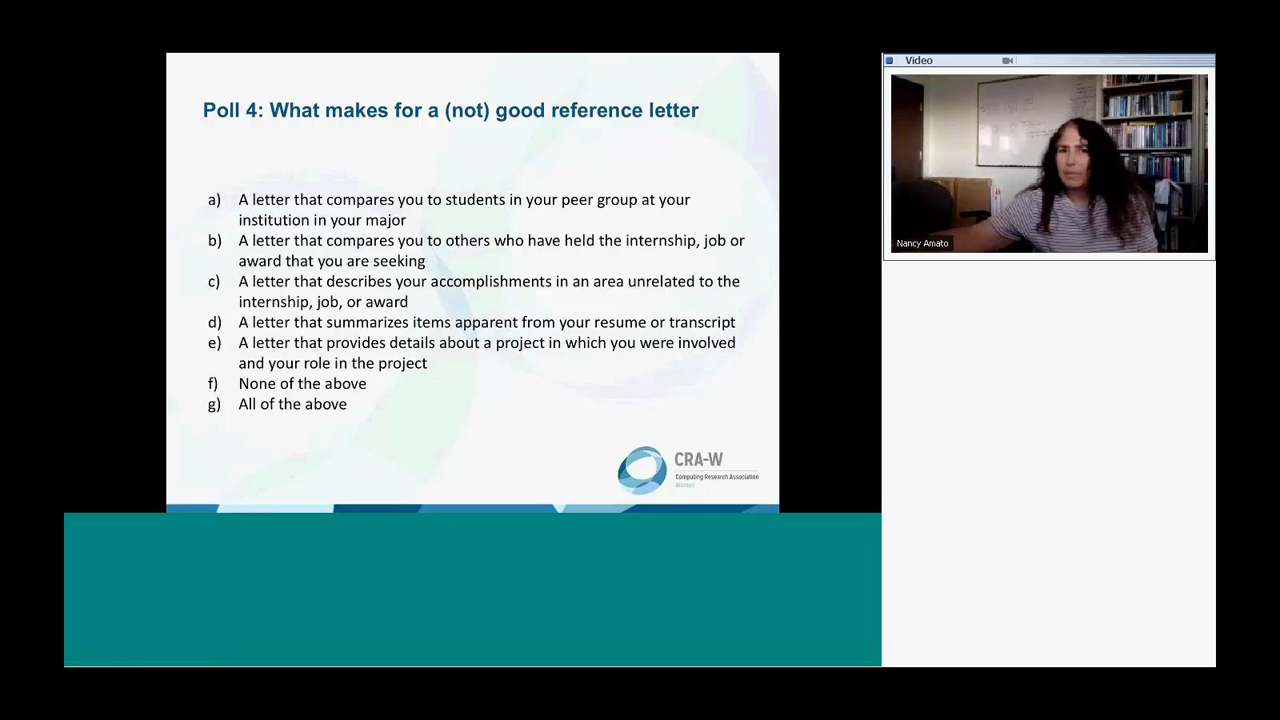 Poll 4: What makes for a (not) good reference letter
a) A letter that compares you to students in your peer group at your
institution in your major
b) A letter that compares you to others who have held the internship, job or
award that you are seeking
c) A letter that describes your accomplishments in an area unrelated to the
internship, job, or award
d) A letter that summarizes items apparent from your resume or transcript
e) A letter that provides details about a project in which you were involved
and your role in the project
f) None of the above
g) All of the above
CRA-W
Computing Research Association
Women
Video
Nancy Amato